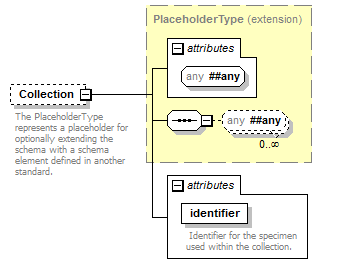 PlaceholderType (extension)
attributes
any ##any
Collection
The PlaceholderType
represents a placeholder for
optionally extending the
schema with a schema
element defined in another
standard.
any ##any
0..∞
attributes
identifier
Identifier for the specimen
used within the collection.